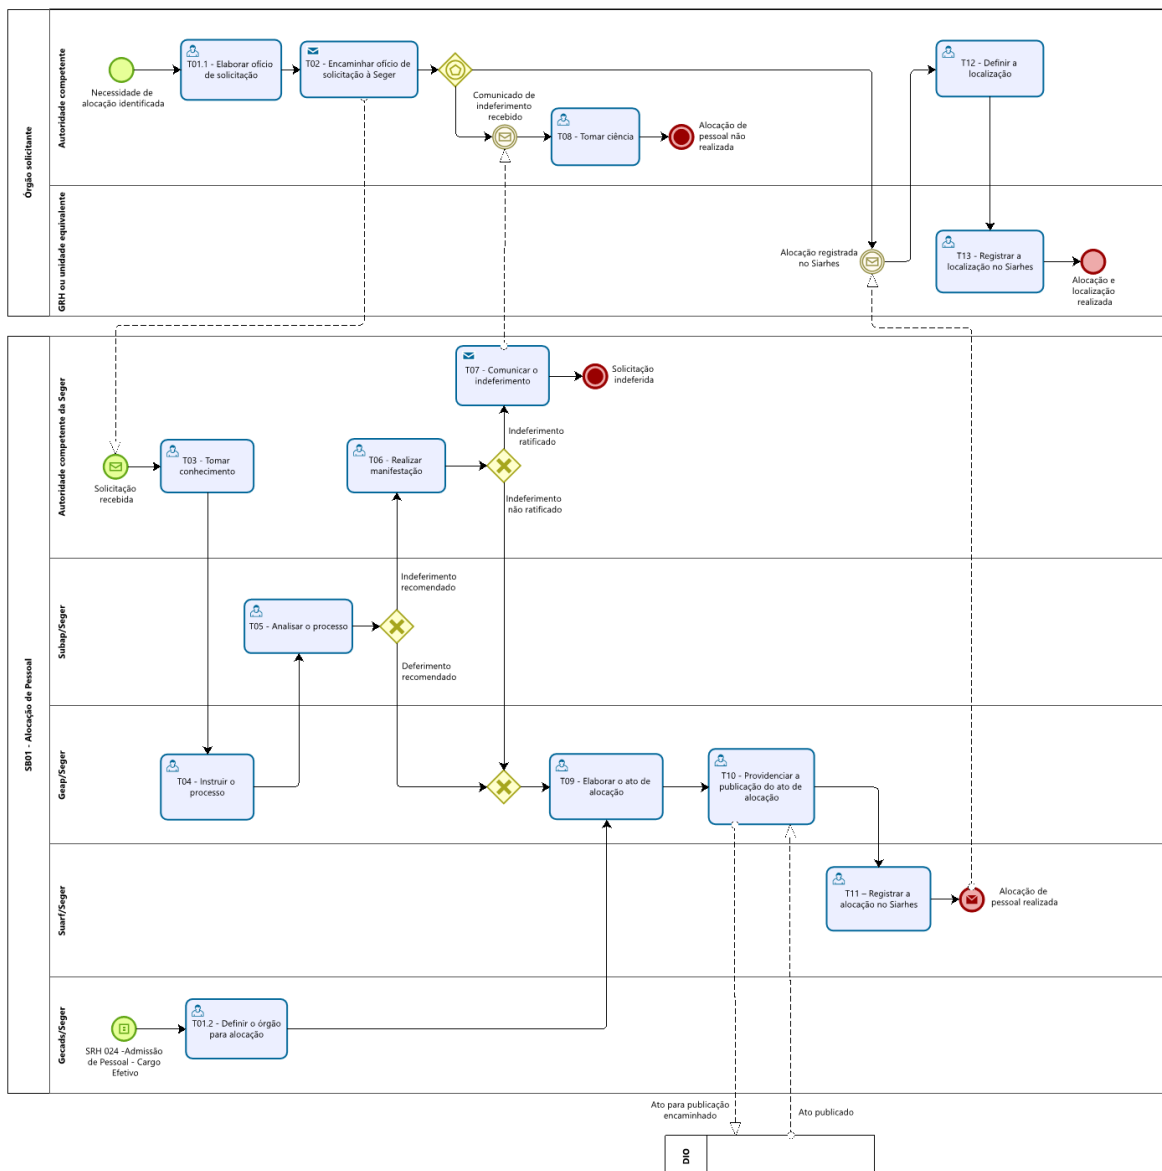 Órgão solicitante
Autoridade competente
Necessidade de
alocação identificada
T01.1 - Elaborar ofício
de solicitação
T02 - Encaminhar ofício de
solicitação à Seger
Comunicado de
indeferimento
recebido
T08 - Tomar ciência
Alocação de
pessoal não
realizada
T12 - Definir a
localização
GRH ou unidade equivalente
Alocação registrada
no Siarhes
T13 - Registrar a
localização no Siarhes
Alocação e
localização
realizada
SB01 - Alocação de Pessoal
Autoridade competente da Seger
Solicitação
recebida
T03 - Tomar
conhecimento
T06 - Realizar
manifestação
T07 - Comunicar o
indeferimento
Solicitação
indeferida
Indeferimento
ratificado
Indeferimento
não ratificado
Subap/Seger
T05 - Analisar o processo
Indeferimento
recomendado
Deferimento
recomendado
Geap/Seger
T04 - Instruir o
processo
T09 - Elaborar o ato de
alocação
T10 - Providenciar a
publicação do ato de
alocação
Suarf/Seger
T11 – Registrar a
alocação no Siarhes
Alocação de
pessoal realizada
Gecads/Seger
SRH 024 -Admissão
de Pessoal - Cargo
Efetivo
T01.2 - Definir o órgão
para alocação
Ato para publicação
encaminhado
Ato publicado
DIO